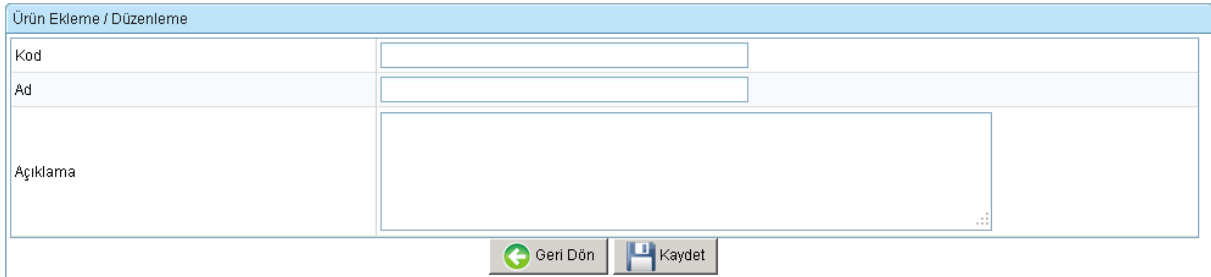 Ürün Ekleme / Düzenleme
Kod
Ad
Açıklama
Geri Dön Kaydet